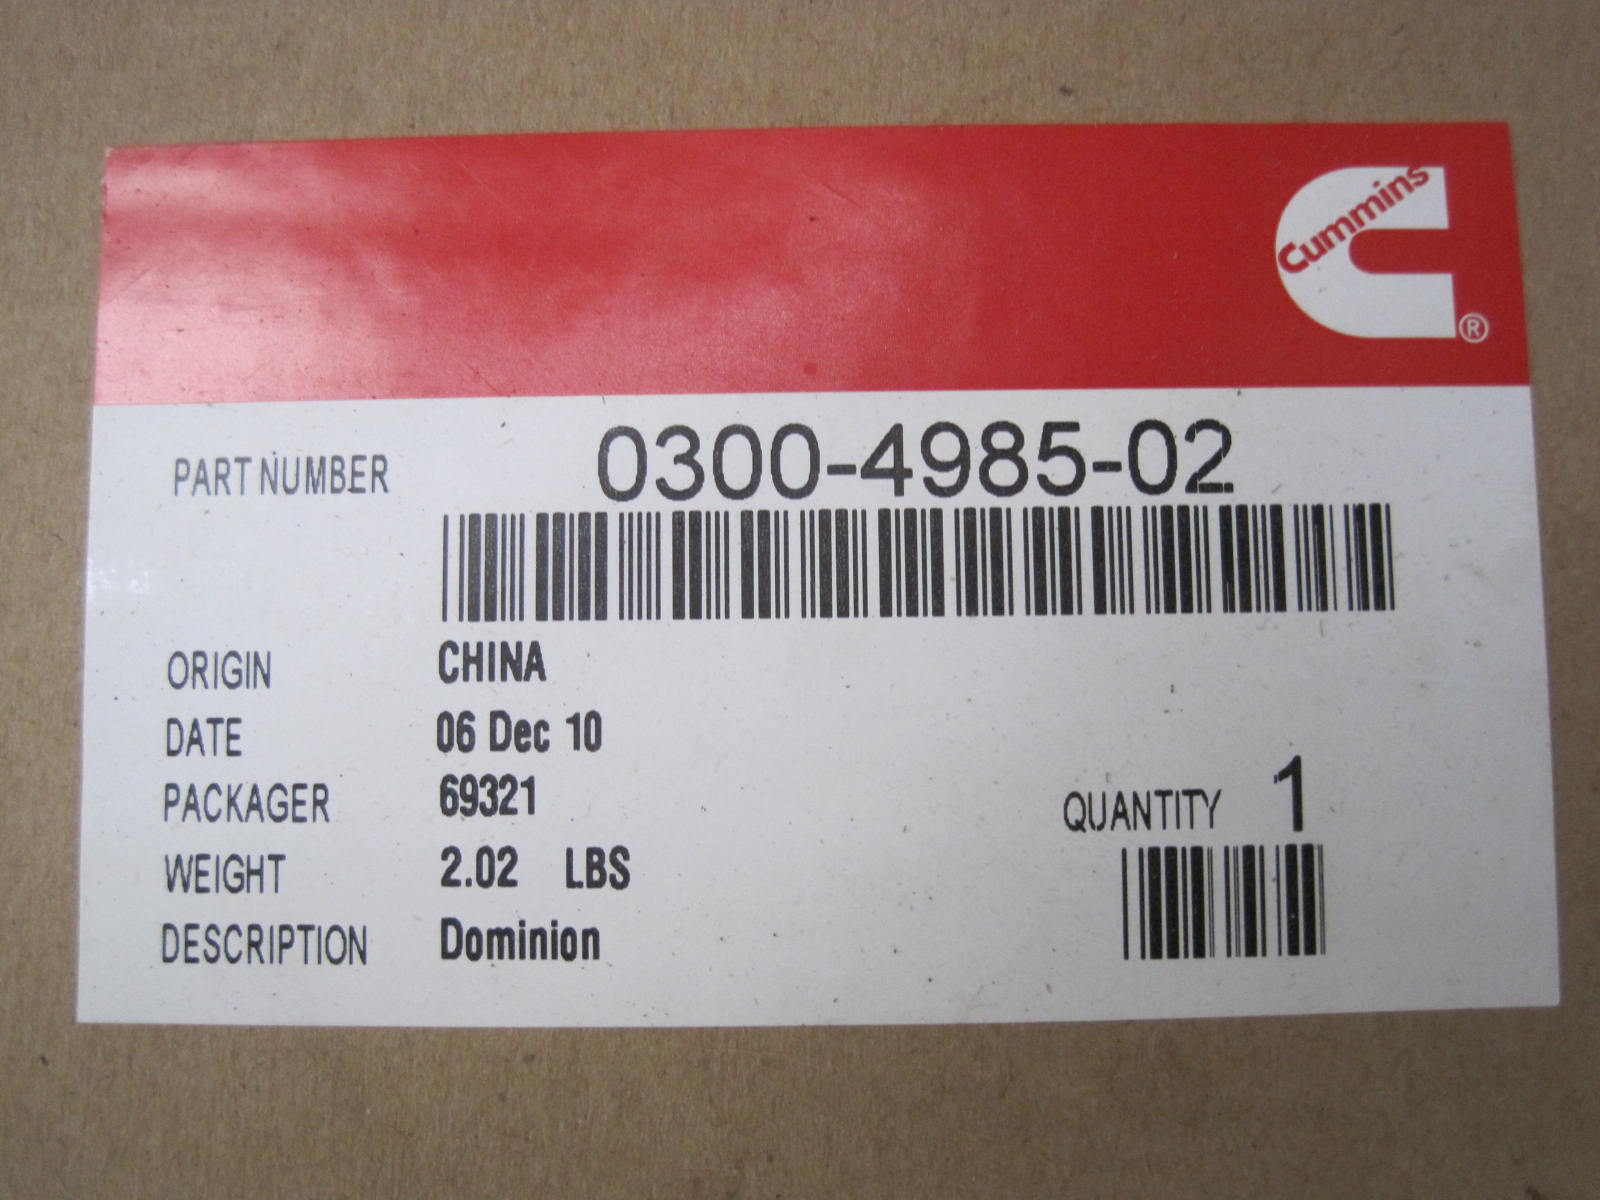 Cummins
®
PART NUMBER 0300-4985-02
ORIGIN CHINA
DATE 06 Dec 10
PACKAGER 69321
WEIGHT 2.02 LBS
QUANTITY 1
DESCRIPTION Dominion